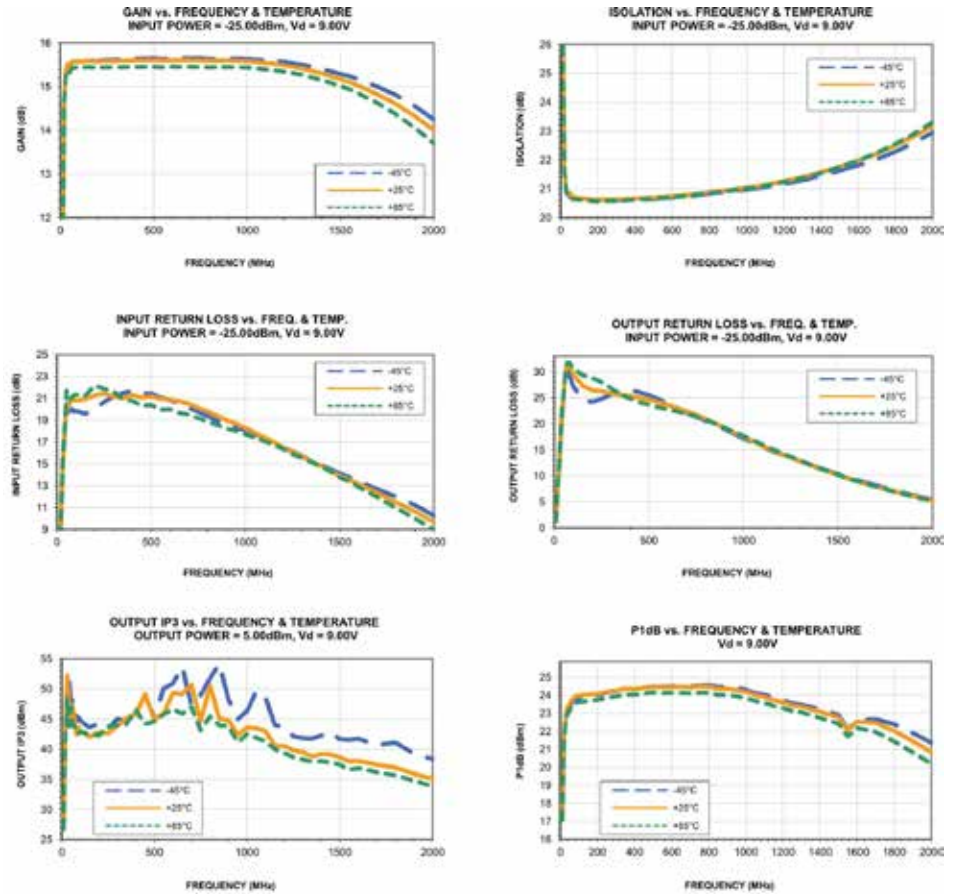 GAIN vs. FREQUENCY & TEMPERATURE
INPUT POWER = -25.00dBm, Vd = 9.00V
16
15
14
13
12
GAIN (dB)
-45°C
+25°C
+85°C
0
500
1000
1500
2000
FREQUENCY (MHz)
ISOLATION vs. FREQUENCY & TEMPERATURE
INPUT POWER = -25.00dBm, Vd = 9.00V
26
25
24
23
22
21
20
ISOLATION (dB)
-45°C
+25°C
+85°C
0
200
400
600
800
1000
1200
1400
1600
1800
2000
FREQUENCY (MHz)
INPUT RETURN LOSS vs. FREQ. & TEMP.
INPUT POWER = -25.00dBm, Vd = 9.00V
25
23
21
19
17
15
13
11
9
INPUT RETURN LOSS (dB)
-45°C
+25°C
+85°C
0
500
1000
1500
2000
FREQUENCY (MHz)
OUTPUT RETURN LOSS vs. FREQ. & TEMP.
INPUT POWER = -25.00dBm, Vd = 9.00V
30
25
20
15
10
5
0
OUTPUT RETURN LOSS (dB)
-45°C
+25°C
+85°C
0
500
1000
1500
2000
FREQUENCY (MHz)
OUTPUT IP3 vs. FREQUENCY & TEMPERATURE
OUTPUT POWER = 5.00dBm, Vd = 9.00V
55
50
45
40
35
30
25
OUTPUT IP3 (dBm)
-45°C
+25°C
+85°C
0
500
1000
1500
2000
FREQUENCY (MHz)
P1dB vs. FREQUENCY & TEMPERATURE
Vd = 9.00V
25
24
23
22
21
20
19
18
17
16
P1dB (dBm)
-45°C
+25°C
+85°C
0
200
400
600
800
1000
1200
1400
1600
1800
2000
FREQUENCY (MHz)